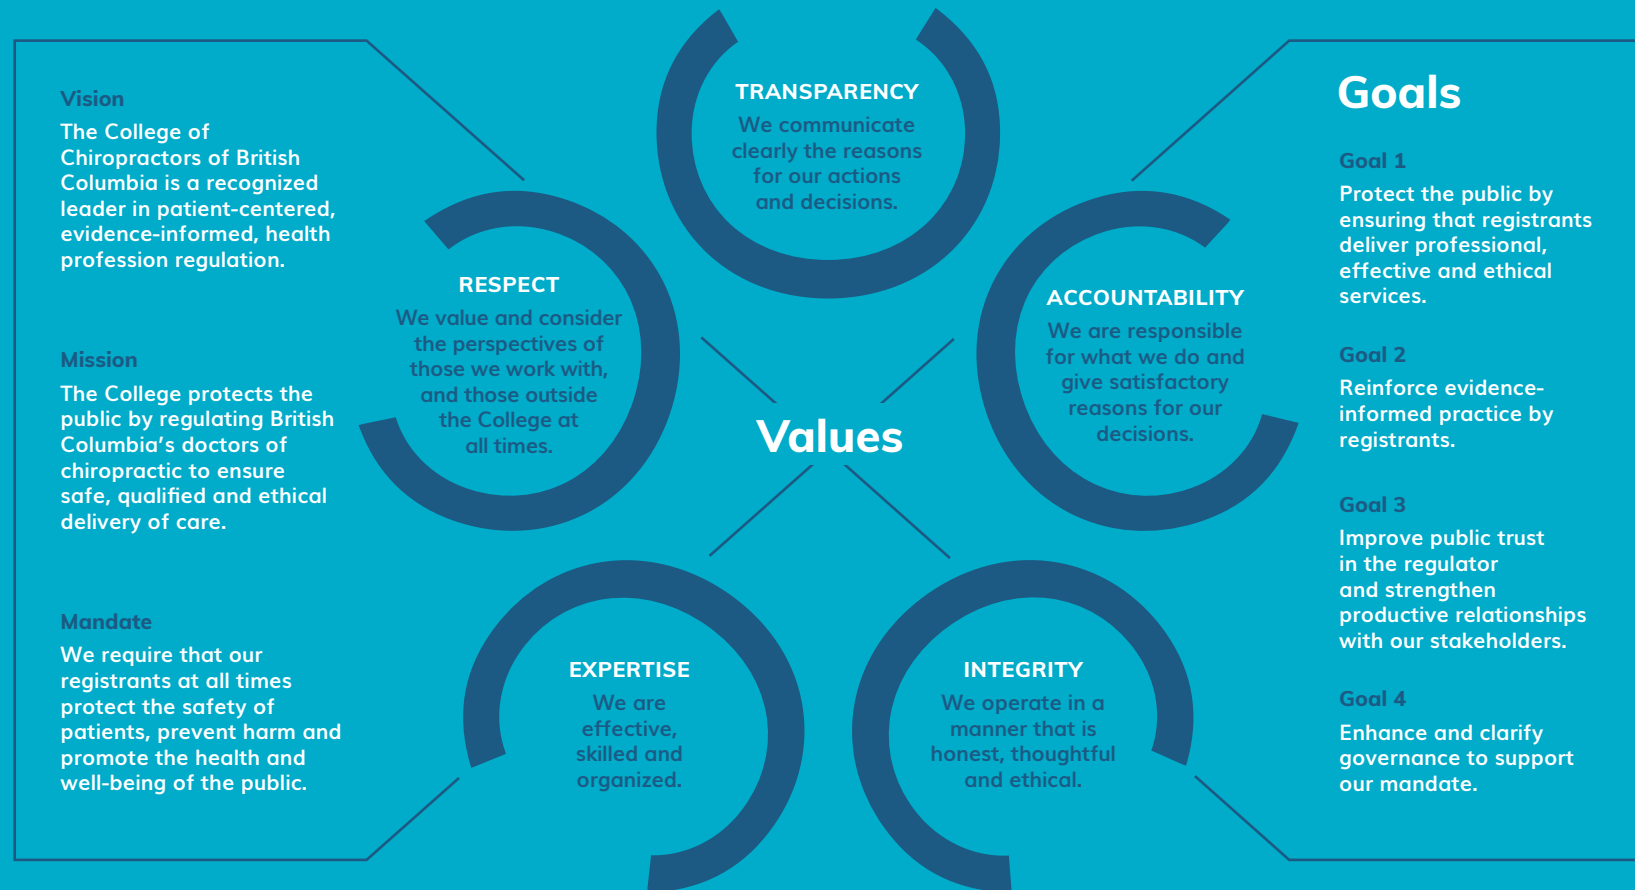 Vision
The College of
Chiropractors of British
Columbia is a recognized
leader in patient-centered,
evidence-informed, health
profession regulation.
Mission
The College protects the
public by regulating British
Columbia’s doctors of
chiropractic to ensure
safe, qualified and ethical
delivery of care.
Mandate
We require that our
registrants at all times
protect the safety of
patients, prevent harm and
promote the health and
well-being of the public.
TRANSPARENCY
We communicate
clearly the reasons
for our actions
and decisions.
RESPECT
We value and consider
the perspectives of
those we work with,
and those outside
the College at
all times.
ACCOUNTABILITY
We are responsible
for what we do and
give satisfactory
reasons for our
decisions.
Values
EXPERTISE
We are
effective,
skilled and
organized.
INTEGRITY
We operate in a
manner that is
honest, thoughtful
and ethical.
Goals
Goal 1
Protect the public by
ensuring that registrants
deliver professional,
effective and ethical
services.
Goal 2
Reinforce evidence-
informed practice by
registrants.
Goal 3
Improve public trust
in the regulator
and strengthen
productive relationships
with our stakeholders.
Goal 4
Enhance and clarify
governance to support
our mandate.